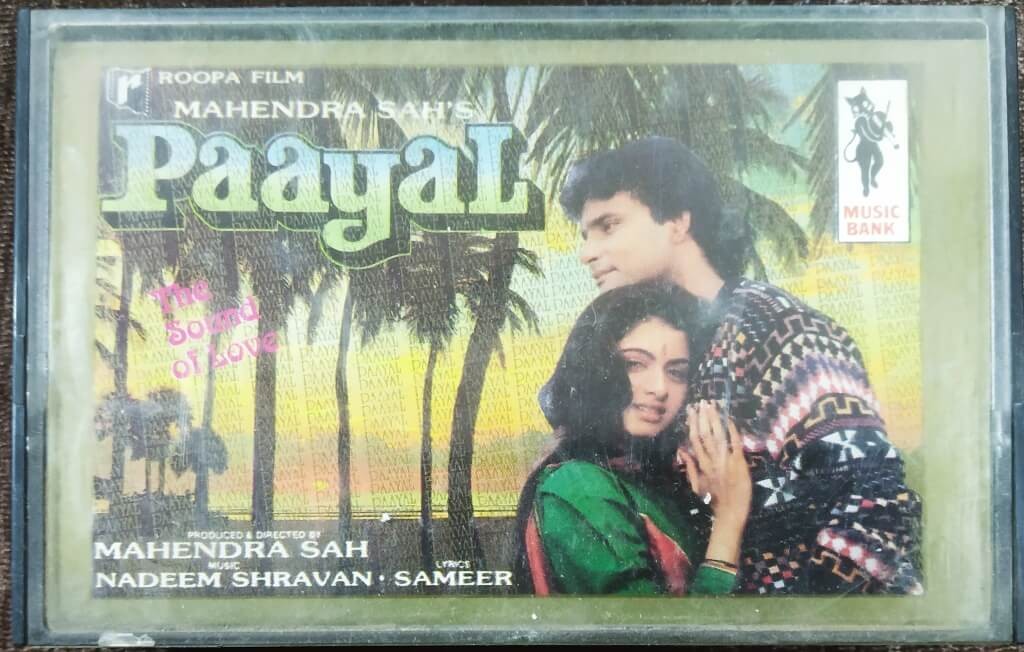 r
ROOPA FILM
MAHENDRA SAH'S
PaayaL
The
Sound
of Love
MUSIC
BANK
PRODUCED & DIRECTED BY
MAHENDRA SAH
MUSIC LYRICS
NADEEM SHRAVAN · SAMEER